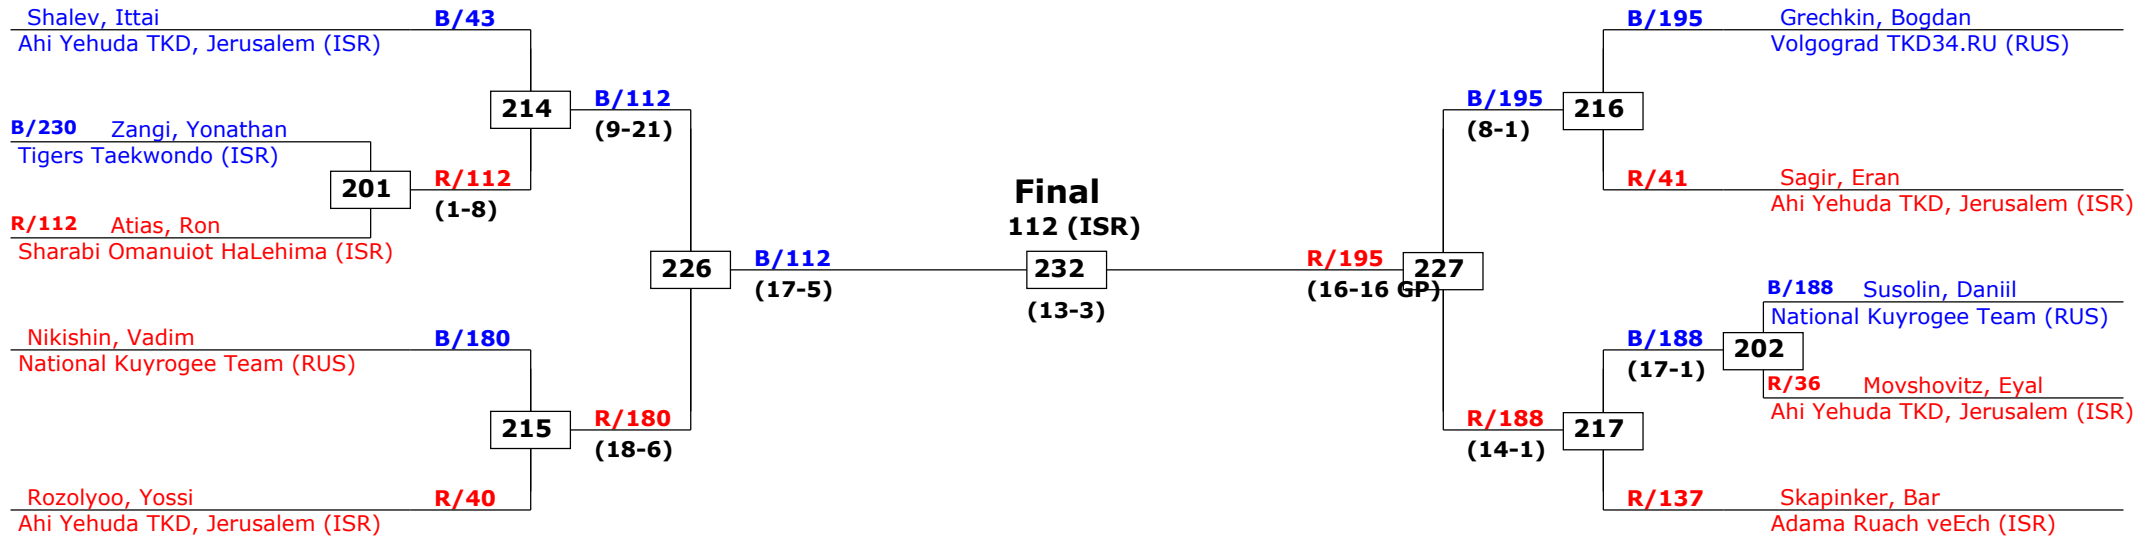 Shalev, Ittai
B/43
Ahi Yehuda TKD, Jerusalem (ISR)
214
B/112
(9-21)
B/230
Zangi, Yonathan
Tigers Taekwondo (ISR)
201
R/112
(1-8)
R/112
Atias, Ron
Sharabi Omanuiot HaLehima (ISR)
226
B/112
(17-5)
Nikishin, Vadim
B/180
National Kuyrogee Team (RUS)
215
R/180
(18-6)
Rozolyoo, Yossi
R/40
Ahi Yehuda TKD, Jerusalem (ISR)
Final
112 (ISR)
232
(13-3)
B/195
Grechkin, Bogdan
Volgograd TKD34.RU (RUS)
B/195
216
(8-1)
R/41
Sagir, Eran
Ahi Yehuda TKD, Jerusalem (ISR)
R/195
227
(16-16 GP)
B/188
Susolin, Daniil
National Kuyrogee Team (RUS)
B/188
202
(17-1)
R/36
Movshovitz, Eyal
Ahi Yehuda TKD, Jerusalem (ISR)
R/188
217
(14-1)
R/137
Skapinker, Bar
Adama Ruach veEch (ISR)